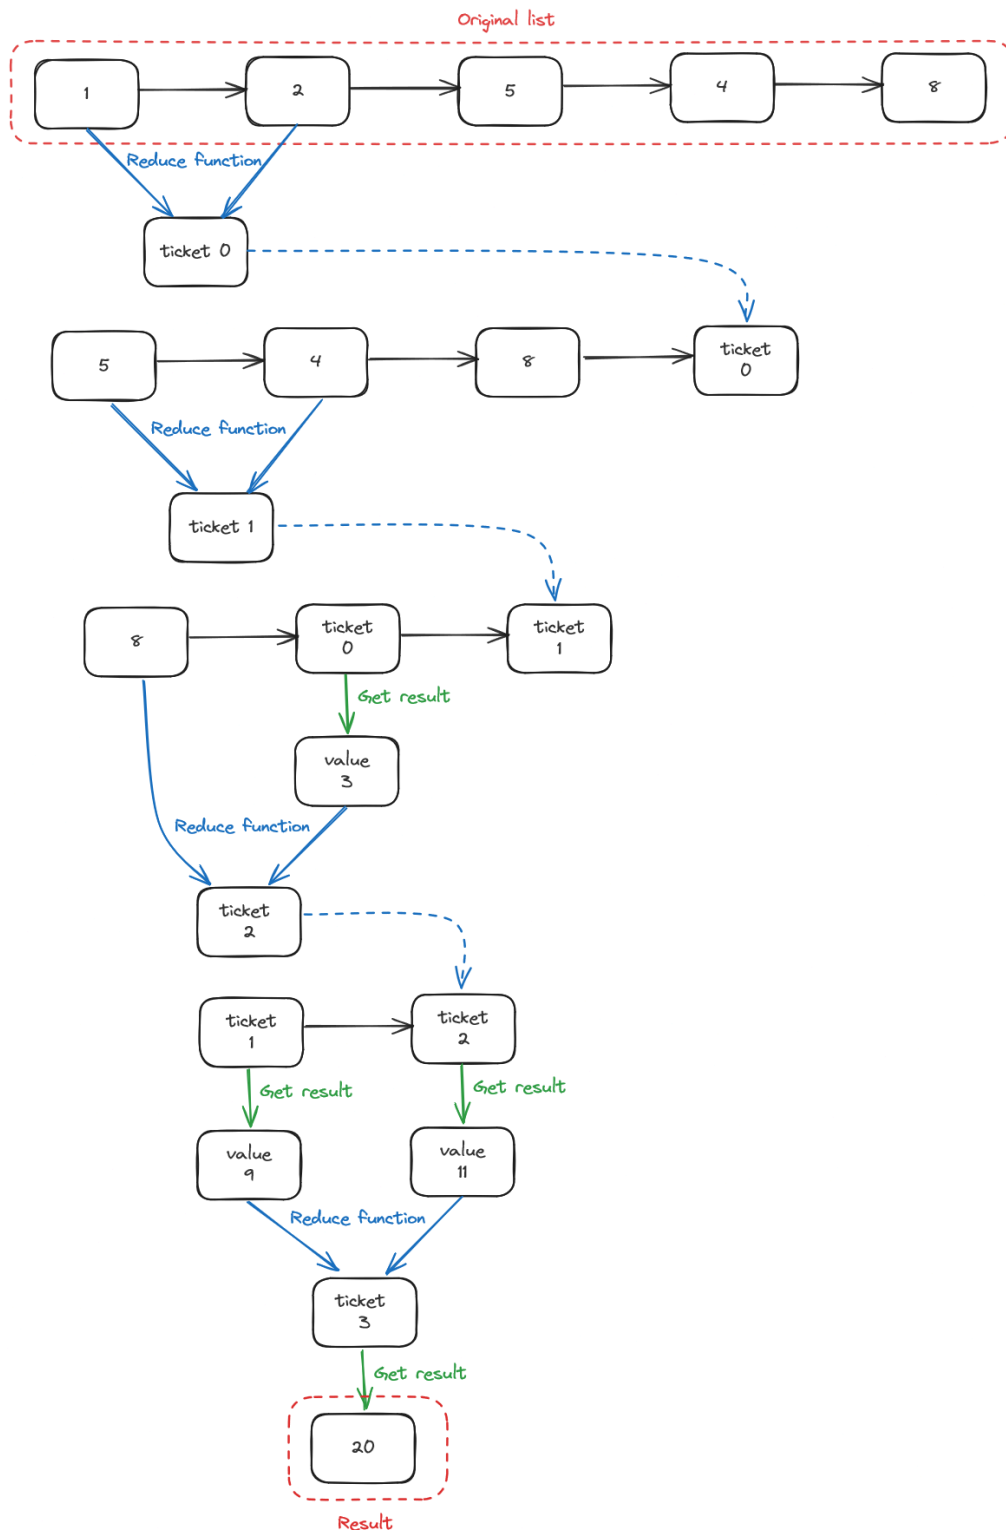 Original list
1
2
5
4
8
Reduce function
ticket 0
5
4
8
ticket
0
Reduce function
ticket 1
8
ticket
0
ticket
1
Get result
value
3
Reduce function
ticket
2
ticket
1
ticket
2
Get result
Get result
value
9
value
11
Reduce function
ticket
3
Get result
20
Result